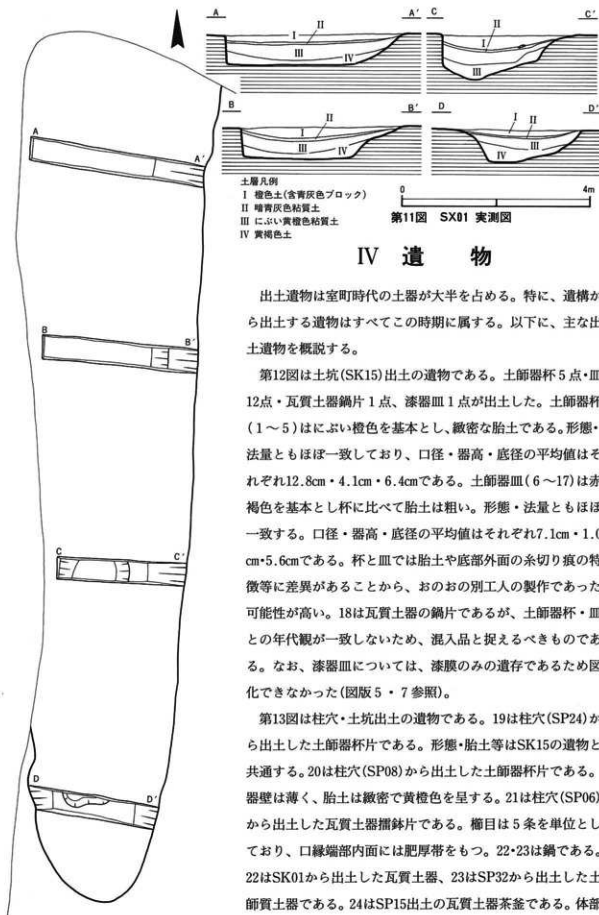 A A' C C'
I II I II
III IV III
B B' D D'
I II I II
III IV III
IV
土層凡例
I 橙色土(含青灰色ブロック)
II 暗青灰色粘質土
III にぶい黄橙色粘質土
IV 黄褐色土
0 4m
第11図 SX01 実測図
A A'
B B'
C C'
D D'
IV 遺 物
出土遺物は室町時代の土器が大半を占める。特に、遺構か
ら出土する遺物はすべてこの時期に属する。以下に、主な出
土遺物を概説する。
第12図は土坑(SK15)出土の遺物である。土師器杯5点・皿
12点・瓦質土器鍋片1点、漆器皿1点が出土した。土師器杯
(1~5)はにぶい橙色を基本とし、緻密な胎土である。形態・
法量ともほぼ一致しており、口径・器高・底径の平均値はそ
れぞれ12.8cm・4.1cm・6.4cmである。土師器皿(6~17)は赤
褐色を基本とし杯に比べて胎土は粗い。形態・法量ともほぼ
一致する。口径・器高・底径の平均値はそれぞれ7.1cm・1.0
cm・5.6cmである。杯と皿では胎土や底部外面の糸切り痕の特
徴等に差異があることから、おのおの別工人の製作であった
可能性が高い。18は瓦質土器の鍋片であるが、土師器杯・皿
との年代観が一致しないため、混入品と捉えるべきものであ
る。なお、漆器皿については、漆膜のみの遺存であるため図
化できなかった(図版5・7参照)。
第13図は柱穴・土坑出土の遺物である。19は柱穴(SP24)か
ら出土した土師器杯片である。形態・胎土等はSK15の遺物と
共通する。20は柱穴(SP08)から出土した土師器杯片である。
器壁は薄く、胎土は緻密で黄橙色を呈する。21は柱穴(SP06)
から出土した瓦質土器擂鉢片である。櫛目は5条を単位とし
ており、口縁端部内面には肥厚帯をもつ。22・23は鍋である。
22はSK01から出土した瓦質土器、23はSP32から出土した土
師質土器である。24はSP15出土の瓦質土器茶釜である。体部